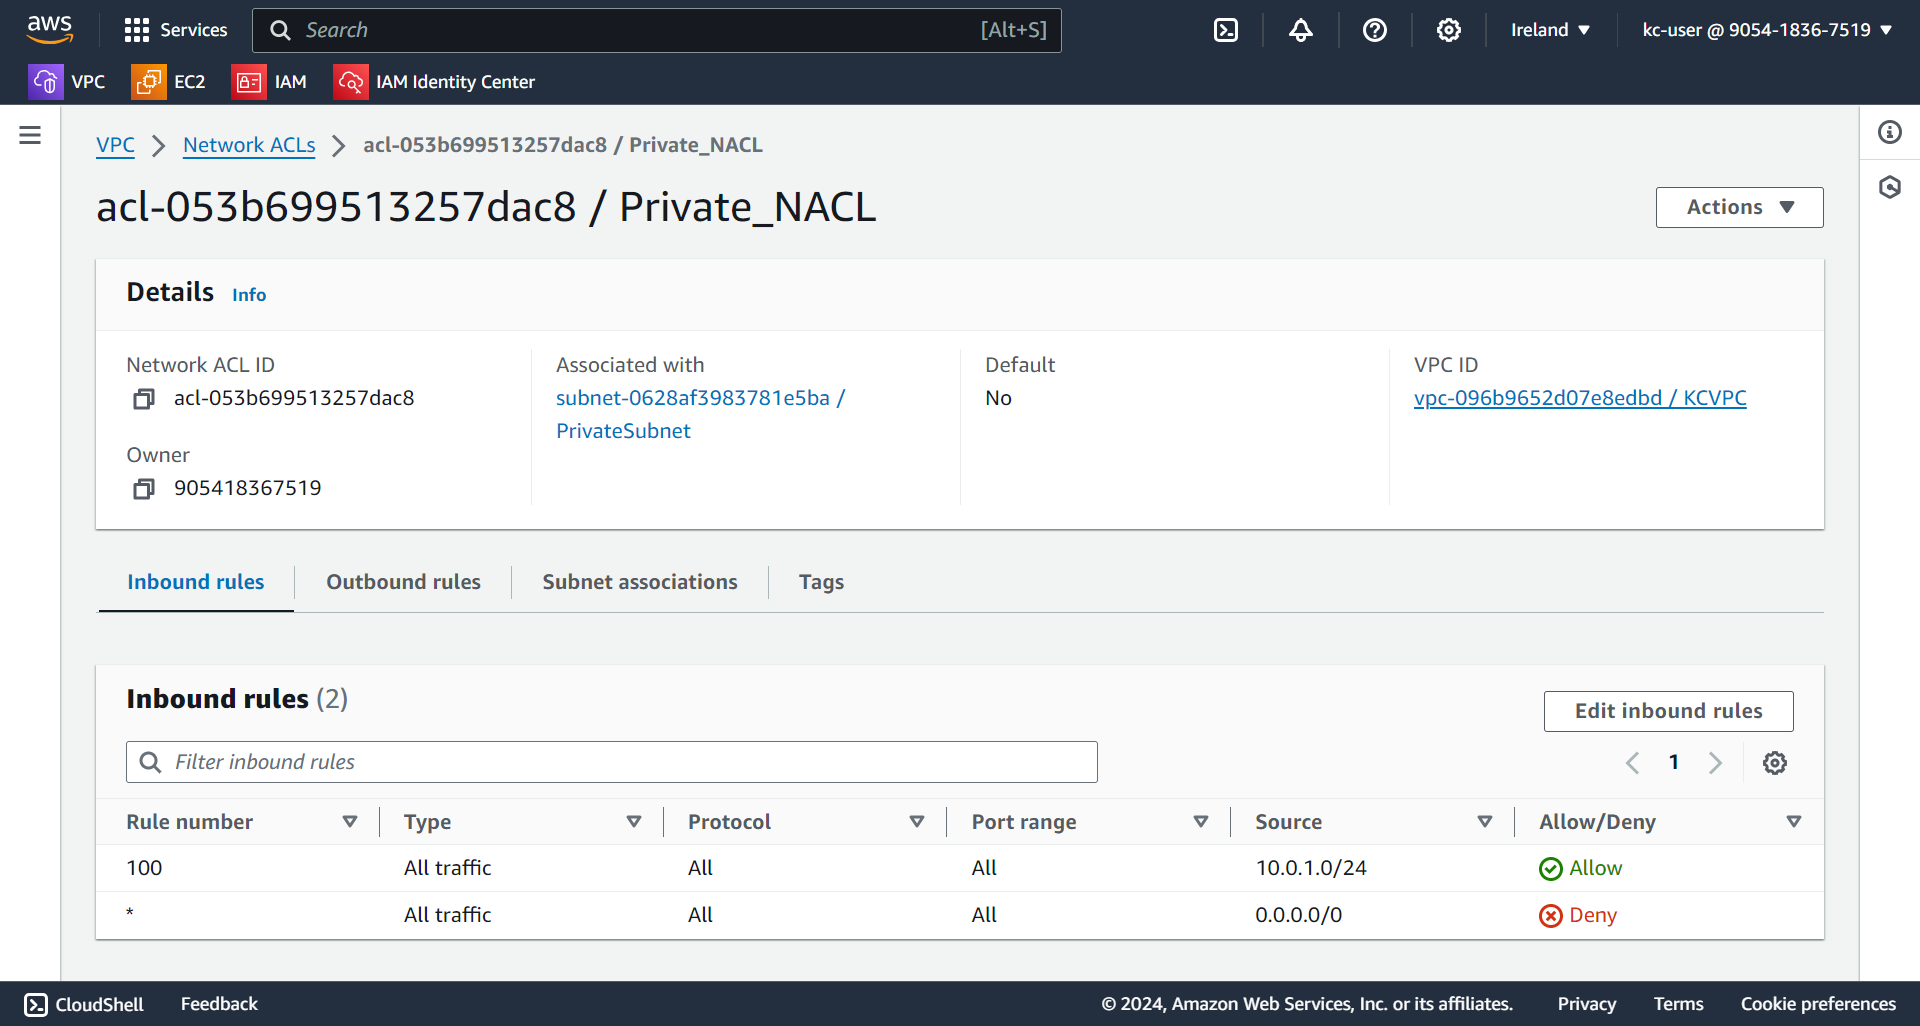 aws Services Search [Alt+S] Ireland kc-user @ 9054-1836-7519
VPC EC2 IAM IAM Identity Center
VPC Network ACLs acl-053b699513257dac8 / Private_NACL
acl-053b699513257dac8 / Private_NACL
Actions
Details Info
Network ACL ID
acl-053b699513257dac8
Owner
905418367519
Associated with
subnet-0628af3983781e5ba /
PrivateSubnet
Default
No
VPC ID
vpc-096b9652d07e8edbd / KCVPC
Inbound rules Outbound rules Subnet associations Tags
Inbound rules (2)
Edit inbound rules
Filter inbound rules
1
Rule number Type Protocol Port range Source Allow/Deny
100 All traffic All All 10.0.1.0/24 Allow
* All traffic All All 0.0.0.0/0 Deny
CloudShell Feedback © 2024, Amazon Web Services, Inc. or its affiliates. Privacy Terms Cookie preferences